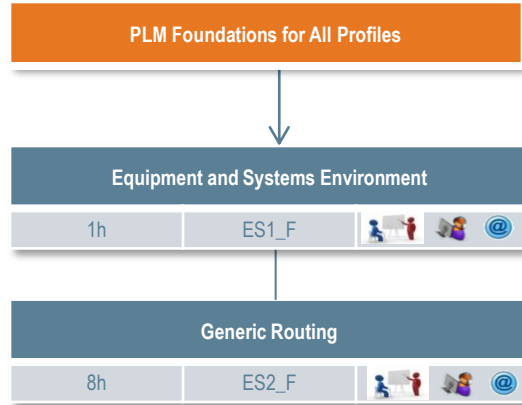 PLM Foundations for All Profiles
Equipment and Systems Environment
1h ES1_F @
Generic Routing
8h ES2_F @